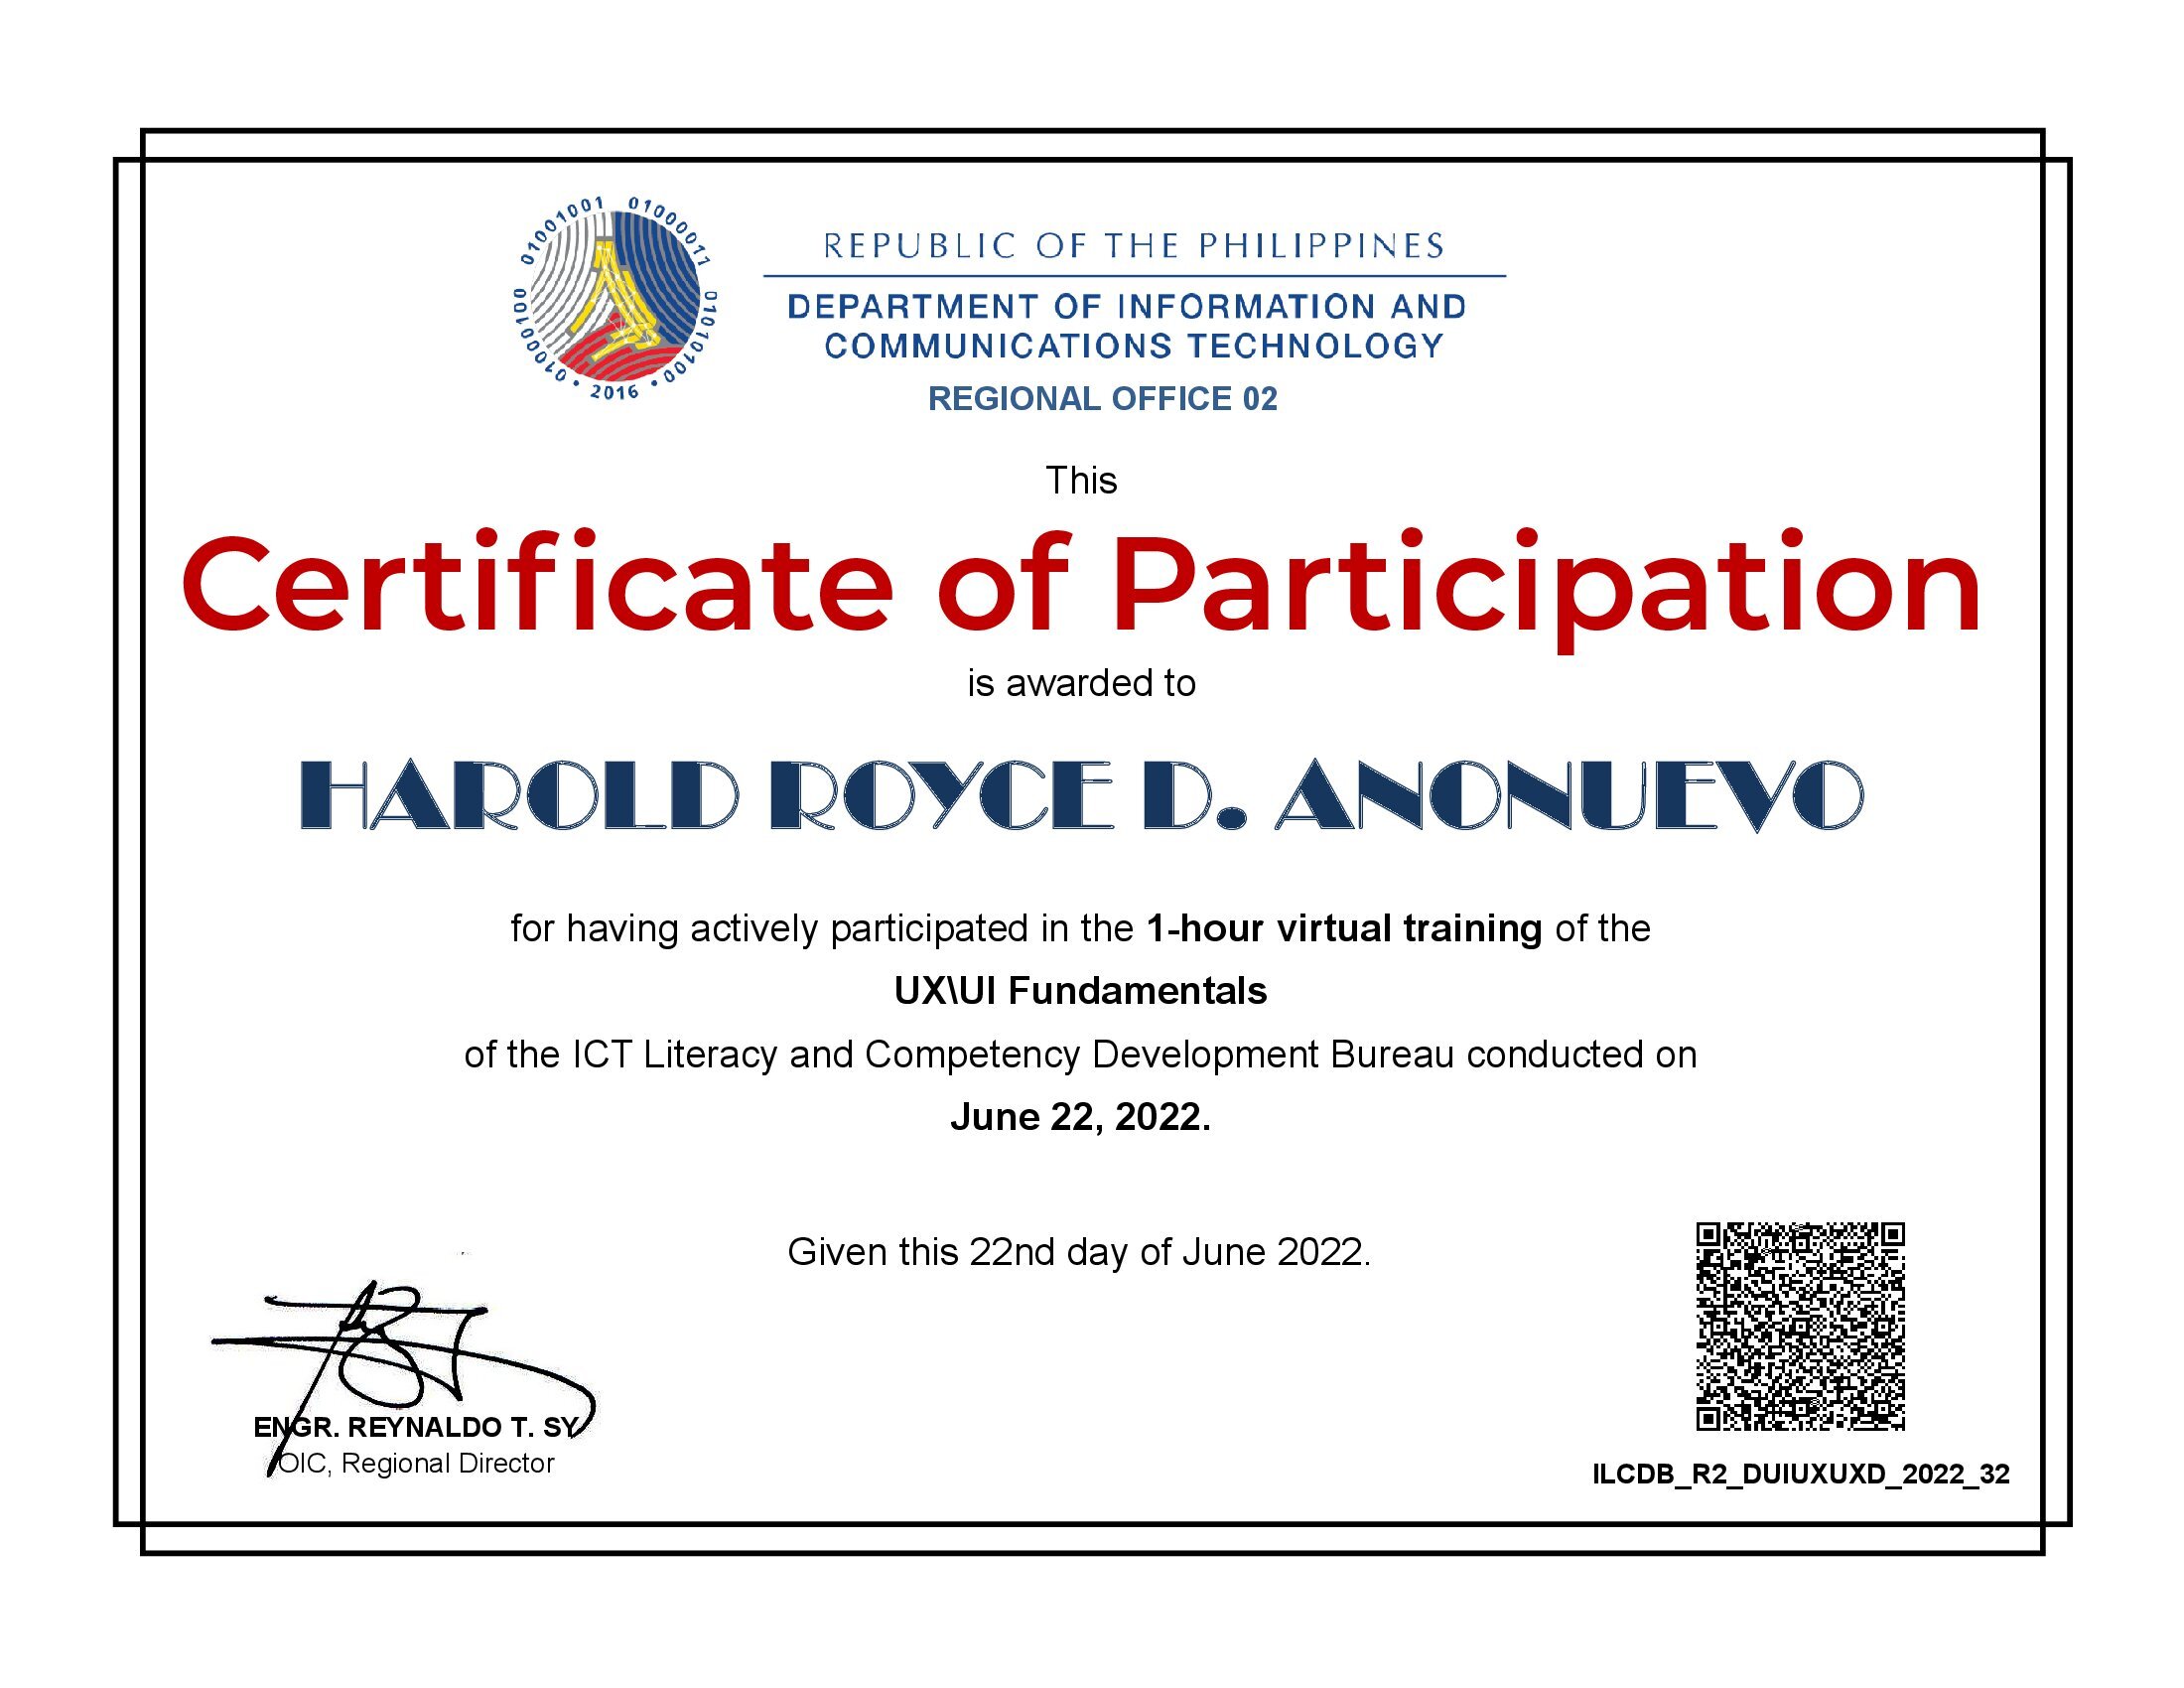 01001001 01000011 01010100 • 2016 • 01000100
REPUBLIC OF THE PHILIPPINES
DEPARTMENT OF INFORMATION AND
COMMUNICATIONS TECHNOLOGY
REGIONAL OFFICE 02
This
Certificate of Participation
is awarded to
HAROLD ROYCE D. ANONUEVO
for having actively participated in the 1-hour virtual training of the
UX\UI Fundamentals
of the ICT Literacy and Competency Development Bureau conducted on
June 22, 2022.
Given this 22nd day of June 2022.
ENGR. REYNALDO T. SY
OIC, Regional Director
ILCDB_R2_DUIUXUXD_2022_32